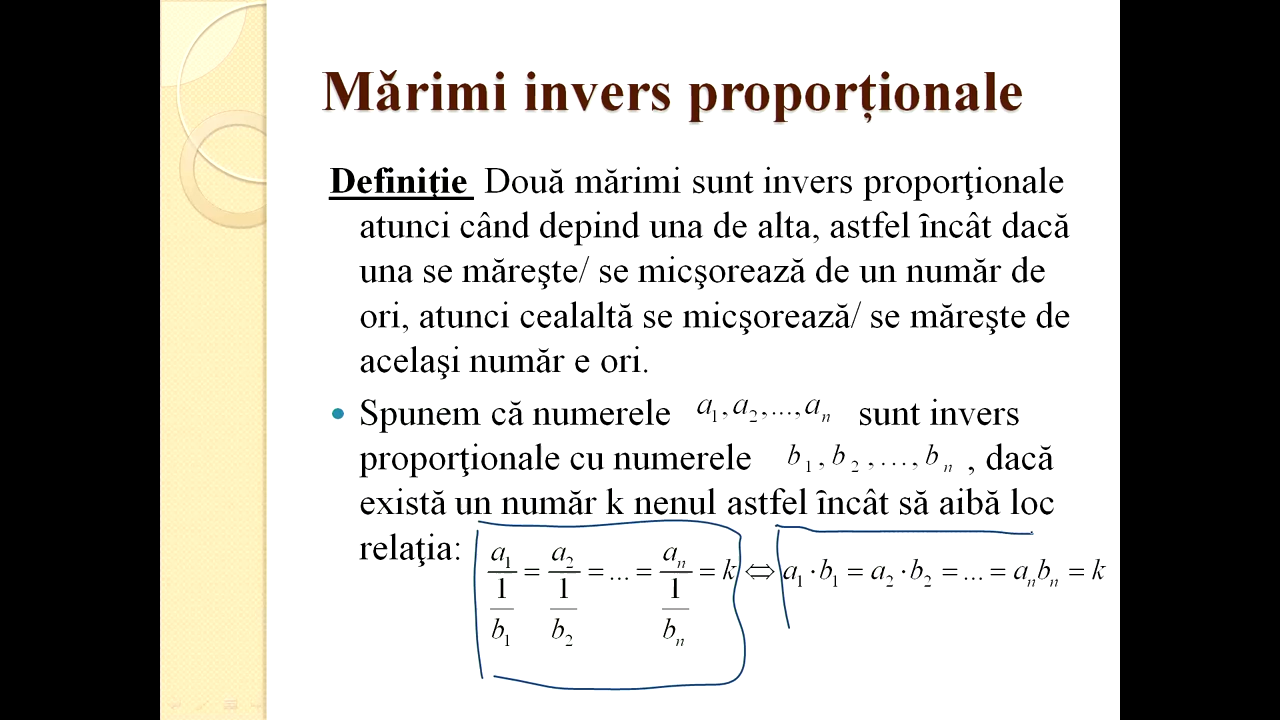 Mǎrimi invers proporționale
Definiție Două mărimi sunt invers proporţionale
atunci când depind una de alta, astfel încât dacă
una se măreşte/ se micşorează de un număr de
ori, atunci cealaltă se micşorează/ se măreşte de
acelaşi număr e ori.
• Spunem că numerele a₁,a₂,...,aₙ sunt invers
proporţionale cu numerele b₁,b₂,...,bₙ , dacă
există un număr k nenul astfel încât să aibă loc
relaţia: a₁/(1/b₁) = a₂/(1/b₂) = ... = aₙ/(1/bₙ) = k ⇔ a₁·b₁ = a₂·b₂ = ... = aₙbₙ = k